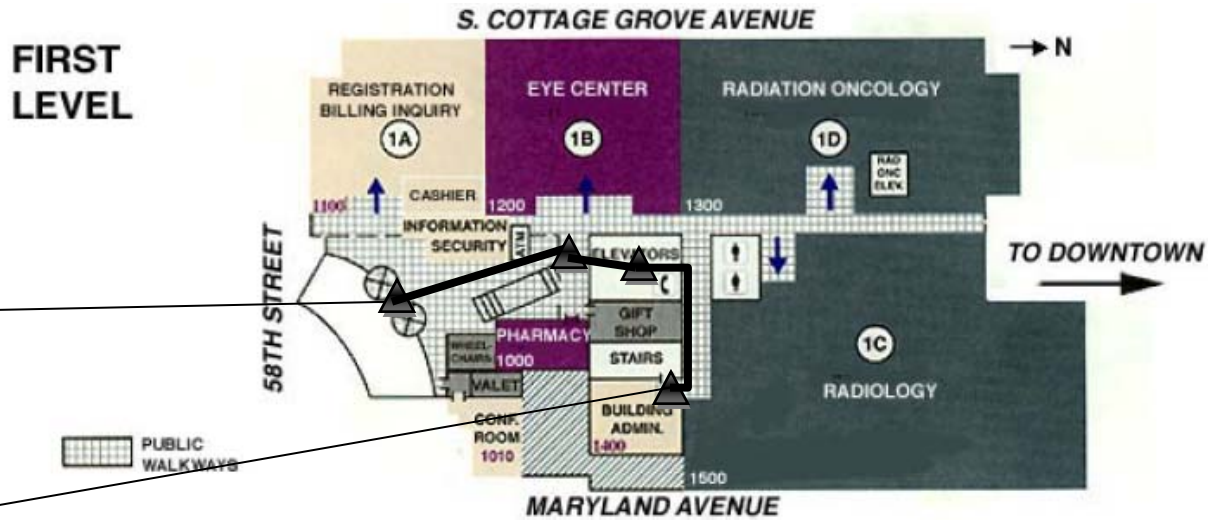 S. COTTAGE GROVE AVENUE
FIRST
LEVEL
N
REGISTRATION
BILLING INQUIRY
1A
EYE CENTER
1B
RADIATION ONCOLOGY
1D
RAD
ONC
ELEV.
CASHIER
1100
1200
1300
INFORMATION
SECURITY
ATM
ELEVATORS
TO DOWNTOWN
58TH STREET
GIFT
SHOP
PHARMACY
1000
WHEEL-
CHAIRS
STAIRS
1C
RADIOLOGY
VALET
BUILDING
ADMIN.
1400
CONF.
ROOM
1010
PUBLIC
WALKWAYS
1500
MARYLAND AVENUE